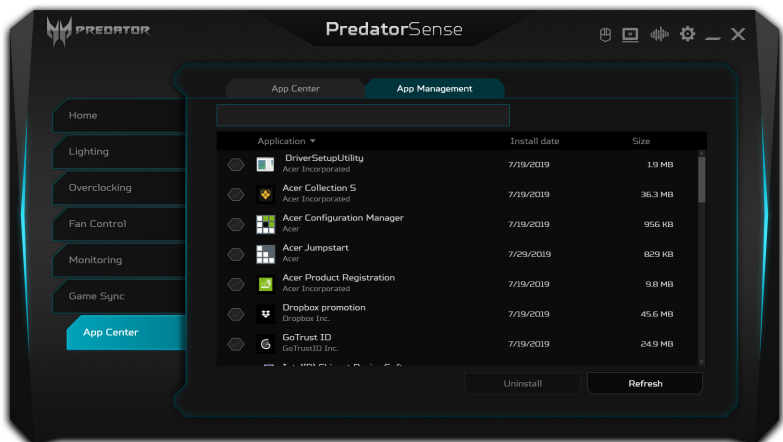 PREDATOR
PredatorSense
App Center
App Management
Home
Lighting
Overclocking
Fan Control
Monitoring
Game Sync
App Center
Application ▼ Install date Size
DriverSetupUtility
Acer Incorporated
7/19/2019 1.9 MB
Acer Collection S
Acer Incorporated
7/19/2019 36.3 MB
Acer Configuration Manager
Acer
7/19/2019 956 KB
Acer Jumpstart
Acer
7/29/2019 829 KB
Acer Product Registration
Acer Incorporated
7/19/2019 9.8 MB
Dropbox promotion
Dropbox Inc.
7/19/2019 45.6 MB
GoTrust ID
GoTrustID Inc.
7/19/2019 24.9 MB
Uninstall
Refresh